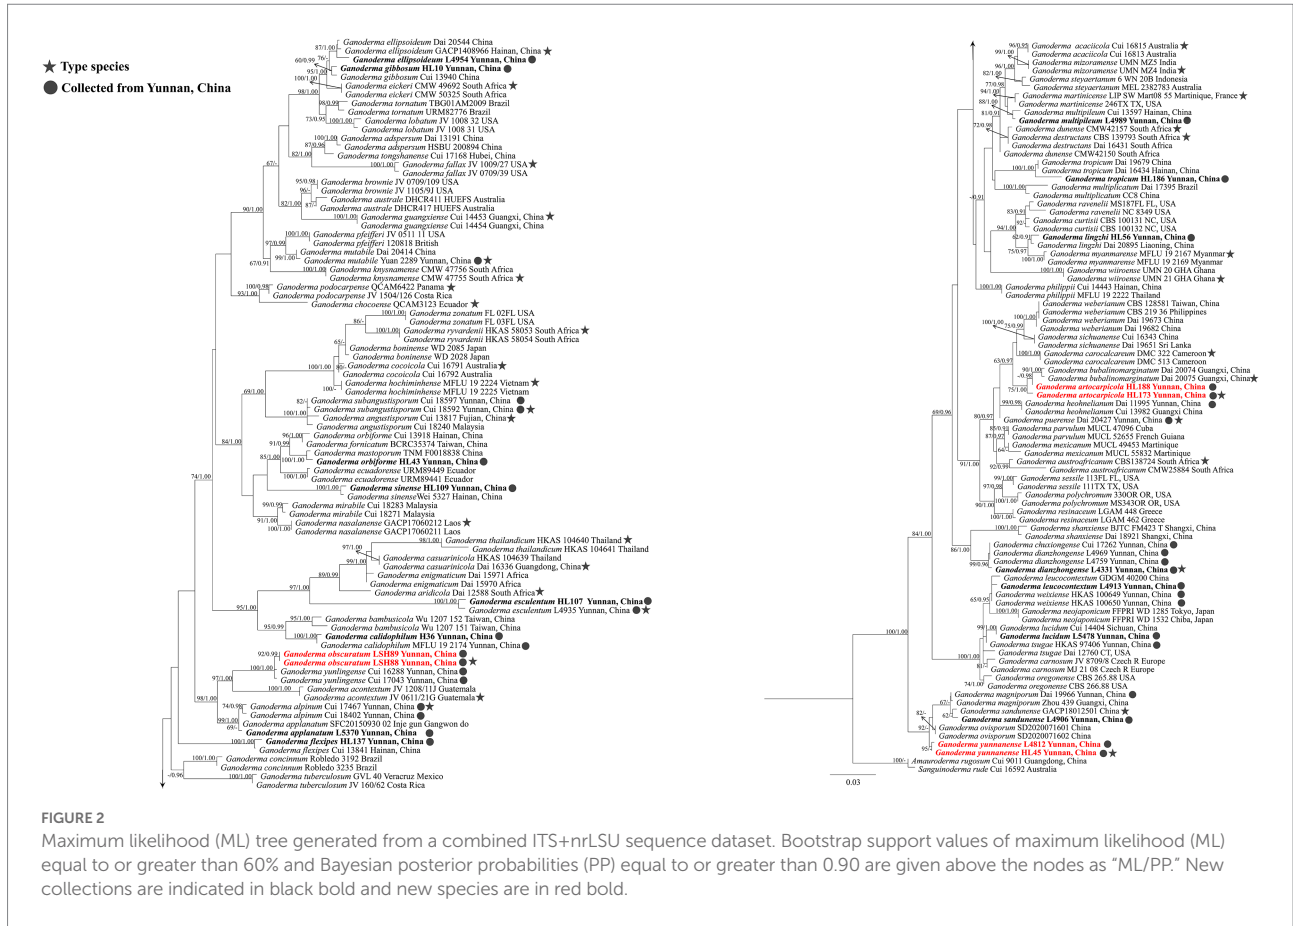 ★ Type species
● Collected from Yunnan, China
Ganoderma ellipsoideum Dai 20544 China
Ganoderma ellipsoideum GACP1408966 Hainan, China ★
Ganoderma ellipsoideum L4954 Yunnan, China ●
Ganoderma gibbosum HL10 Yunnan, China ●
Ganoderma gibbosum Cui 13940 China
Ganoderma eickeri CMW 49692 South Africa ★
Ganoderma eickeri CMW 50325 South Africa
Ganoderma tornatum TBG01AM2009 Brazil
Ganoderma tornatum URM82776 Brazil
Ganoderma lobatum JV 1008 32 USA
Ganoderma lobatum JV 1008 31 USA
Ganoderma adspersum Dai 13191 China
Ganoderma adspersum HSBU 200894 China
Ganoderma tongshanense Cui 17168 Hubei, China
Ganoderma fallax JV 1009/27 USA ★
Ganoderma fallax JV 0709/39 USA
Ganoderma brownie JV 0709/109 USA
Ganoderma brownie JV 1105/9J USA
Ganoderma australe DHCR411 HUEFS Australia
Ganoderma australe DHCR417 HUEFS Australia
Ganoderma guangxiense Cui 14453 Guangxi, China ★
Ganoderma guangxiense Cui 14454 Guangxi, China
Ganoderma pfeifferi JV 0511 11 USA
Ganoderma pfeifferi 120818 British
Ganoderma mutabile Dai 20414 China
Ganoderma mutabile Yuan 2289 Yunnan, China ● ★
Ganoderma knysnamense CMW 47756 South Africa
Ganoderma knysnamense CMW 47755 South Africa ★
Ganoderma podocarpense QCAM6422 Panama ★
Ganoderma podocarpense JV 1504/126 Costa Rica
Ganoderma chocoense QCAM3123 Ecuador ★
Ganoderma zonatum FL 02FL USA
Ganoderma zonatum FL 03FL USA
Ganoderma ryvardenii HKAS 58053 South Africa ★
Ganoderma ryvardenii HKAS 58054 South Africa
Ganoderma boninense WD 2085 Japan
Ganoderma boninense WD 2028 Japan
Ganoderma cocoicola Cui 16791 Australia ★
Ganoderma cocoicola Cui 16792 Australia
Ganoderma hochiminhense MFLU 19 2224 Vietnam ★
Ganoderma hochiminhense MFLU 19 2225 Vietnam
Ganoderma subangustisporum Cui 18597 Yunnan, China ●
Ganoderma subangustisporum Cui 18592 Yunnan, China ● ★
Ganoderma angustisporum Cui 13817 Fujian, China ★
Ganoderma angustisporum Cui 18240 Malaysia
Ganoderma orbiforme Cui 13918 Hainan, China
Ganoderma fornicatum BCRC35374 Taiwan, China
Ganoderma mastoporum TNM F0018838 China
Ganoderma orbiforme HL43 Yunnan, China ●
Ganoderma ecuadorense URM89449 Ecuador
Ganoderma ecuadorense URM89441 Ecuador
Ganoderma sinense HL109 Yunnan, China ●
Ganoderma sinenseWei 5327 Hainan, China
Ganoderma mirabile Cui 18283 Malaysia
Ganoderma mirabile Cui 18271 Malaysia
Ganoderma nasalanense GACP17060212 Laos ★
Ganoderma nasalanense GACP17060211 Laos
Ganoderma thailandicum HKAS 104640 Thailand ★
Ganoderma thailandicum HKAS 104641 Thailand
Ganoderma casuarinicola HKAS 104639 Thailand
Ganoderma casuarinicola Dai 16336 Guangdong, China ★
Ganoderma enigmaticum Dai 15971 Africa
Ganoderma enigmaticum Dai 15970 Africa
Ganoderma aridicola Dai 12588 South Africa ★
Ganoderma esculentum HL107 Yunnan, China ●
Ganoderma esculentum L4935 Yunnan, China ● ★
Ganoderma bambusicola Wu 1207 152 Taiwan, China
Ganoderma bambusicola Wu 1207 151 Taiwan, China
Ganoderma calidophilum H36 Yunnan, China ●
Ganoderma calidophilum MFLU 19 2174 Yunnan, China ●
Ganoderma obscuratum LSH89 Yunnan, China ●
Ganoderma obscuratum LSH88 Yunnan, China ● ★
Ganoderma yunlingense Cui 16288 Yunnan, China ●
Ganoderma yunlingense Cui 17043 Yunnan, China ●
Ganoderma acontextum JV 1208/11J Guatemala
Ganoderma acontextum JV 0611/21G Guatemala ★
Ganoderma alpinum Cui 17467 Yunnan, China ● ★
Ganoderma alpinum Cui 18402 Yunnan, China ●
Ganoderma applanatum SFC20150930 02 Inje gun Gangwon do
Ganoderma applanatum L5370 Yunnan, China ●
Ganoderma flexipes HL137 Yunnan, China ●
Ganoderma flexipes Cui 13841 Hainan, China
Ganoderma concinnum Robledo 3192 Brazil
Ganoderma concinnum Robledo 3235 Brazil
Ganoderma tuberculosum GVL 40 Veracruz Mexico
Ganoderma tuberculosum JV 160/62 Costa Rica
Ganoderma acaciicola Cui 16815 Australia ★
Ganoderma acaciicola Cui 16813 Australia
Ganoderma mizoramense UMN MZ5 India
Ganoderma mizoramense UMN MZ4 India ★
Ganoderma steyaertanum 6 WN 20B Indonesia
Ganoderma steyaertanum MEL 2382783 Australia
Ganoderma martinicense LIP SW Mart08 55 Martinique, France ★
Ganoderma martinicense 246TX TX, USA
Ganoderma multipileum Cui 13597 Hainan, China
Ganoderma multipileum L4989 Yunnan, China ●
Ganoderma dunense CMW42157 South Africa ★
Ganoderma destructans CBS 139793 South Africa ★
Ganoderma destructans Dai 16431 South Africa
Ganoderma dunense CMW42150 South Africa
Ganoderma tropicum Dai 19679 China
Ganoderma tropicum Dai 16434 Hainan, China
Ganoderma tropicum HL186 Yunnan, China ●
Ganoderma multiplicatum Dai 17395 Brazil
Ganoderma multiplicatum CC8 China
Ganoderma ravenelii MS187FL FL, USA
Ganoderma ravenelii NC 8349 USA
Ganoderma curtisii CBS 100131 NC, USA
Ganoderma curtisii CBS 100132 NC, USA
Ganoderma lingzhi HL56 Yunnan, China ●
Ganoderma lingzhi Dai 20895 Liaoning, China
Ganoderma myanmarense MFLU 19 2167 Myanmar ★
Ganoderma myanmarense MFLU 19 2169 Myanmar
Ganoderma wiiroense UMN 20 GHA Ghana
Ganoderma wiiroense UMN 21 GHA Ghana ★
Ganoderma philippii Cui 14443 Hainan, China
Ganoderma philippii MFLU 19 2222 Thailand
Ganoderma weberianum CBS 128581 Taiwan, China
Ganoderma weberianum CBS 219 36 Philippines
Ganoderma weberianum Dai 19673 China
Ganoderma weberianum Dai 19682 China
Ganoderma sichuanense Cui 16343 China
Ganoderma sichuanense Dai 19651 Sri Lanka
Ganoderma carocalcareum DMC 322 Cameroon ★
Ganoderma carocalcareum DMC 513 Cameroon
Ganoderma bubalinomarginatum Dai 20074 Guangxi, China
Ganoderma bubalinomarginatum Dai 20075 Guangxi, China ★
Ganoderma artocarpicola HL188 Yunnan, China ●
Ganoderma artocarpicola HL173 Yunnan, China ● ★
Ganoderma heohnelianum Dai 11995 Yunnan, China ●
Ganoderma heohnelianum Cui 13982 Guangxi China
Ganoderma puerense Dai 20427 Yunnan, China ● ★
Ganoderma parvulum MUCL 47096 Cuba
Ganoderma parvulum MUCL 52655 French Guiana
Ganoderma mexicanum MUCL 49453 Martinique
Ganoderma mexicanum MUCL 55832 Martinique
Ganoderma austroafricanum CBS138724 South Africa ★
Ganoderma austroafricanum CMW25884 South Africa
Ganoderma sessile 113FL FL, USA
Ganoderma sessile 111TX TX, USA
Ganoderma polychromum 330OR OR, USA
Ganoderma polychromum MS343OR OR, USA
Ganoderma resinaceum LGAM 448 Greece
Ganoderma resinaceum LGAM 462 Greece
Ganoderma shanxiense BJTC FM423 T Shangxi, China
Ganoderma shanxiense Dai 18921 Shangxi, China
Ganoderma chuxiongense Cui 17262 Yunnan, China ●
Ganoderma dianzhongense L4969 Yunnan, China ●
Ganoderma dianzhongense L4759 Yunnan, China ●
Ganoderma dianzhongense L4331 Yunnan, China ● ★
Ganoderma leucocontextum GDGM 40200 China
Ganoderma leucocontextum L4913 Yunnan, China ●
Ganoderma weixiense HKAS 100649 Yunnan, China ●
Ganoderma weixiense HKAS 100650 Yunnan, China ●
Ganoderma neojaponicum FFPRI WD 1285 Tokyo, Japan
Ganoderma neojaponicum FFPRI WD 1532 Chiba, Japan
Ganoderma lucidum Cui 14404 Sichuan, China
Ganoderma lucidum L5478 Yunnan, China ●
Ganoderma tsugae HKAS 97406 Yunnan, China ●
Ganoderma tsugae Dai 12760 CT, USA
Ganoderma carnosum JV 8709/8 Czech R Europe
Ganoderma carnosum MJ 21 08 Czech R Europe
Ganoderma oregonense CBS 265.88 USA
Ganoderma oregonense CBS 266.88 USA
Ganoderma magniporum Dai 19966 Yunnan, China ●
Ganoderma magniporum Zhou 439 Guangxi, China
Ganoderma sandunense GACP18012501 China ★
Ganoderma sandunense L4906 Yunnan, China ●
Ganoderma ovisporum SD2020071601 China
Ganoderma ovisporum SD2020071602 China
Ganoderma yunnanense L4812 Yunnan, China ●
Ganoderma yunnanense HL45 Yunnan, China ● ★
Amauroderma rugosum Cui 9011 Guangdong, China
Sanguinoderma rude Cui 16592 Australia
0.03
FIGURE 2
Maximum likelihood (ML) tree generated from a combined ITS+nrLSU sequence dataset. Bootstrap support values of maximum likelihood (ML)
equal to or greater than 60% and Bayesian posterior probabilities (PP) equal to or greater than 0.90 are given above the nodes as “ML/PP.” New
collections are indicated in black bold and new species are in red bold.